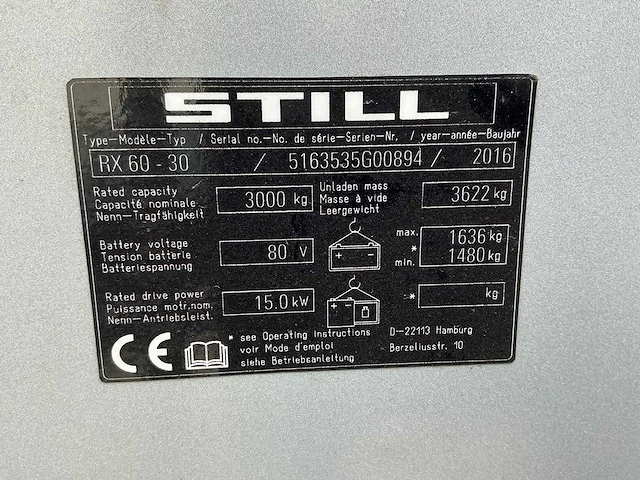 STILL
Type-Modèle-Typ / Serial no.-No. de série-Serien-Nr. / year-année-Baujahr
RX 60 - 30 / 5163535G00894 / 2016
Rated capacity
Capacité nominale
Nenn-Tragfähigkeit
3000 kg
Unladen mass
Masse à vide
Leergewicht
3622 kg
Battery voltage
Tension batterie
Batteriespannung
80 V
+ -
max. 1636 kg
*
min. 1480 kg
Rated drive power
Puissance motr.nom.
Nenn-Antriebsleist.
15.0 kW
+
* kg
CE
* see Operating Instructions
voir Mode d'emploi
siehe Betriebsanleitung
D-22113 Hamburg
Berzeliusstr. 10